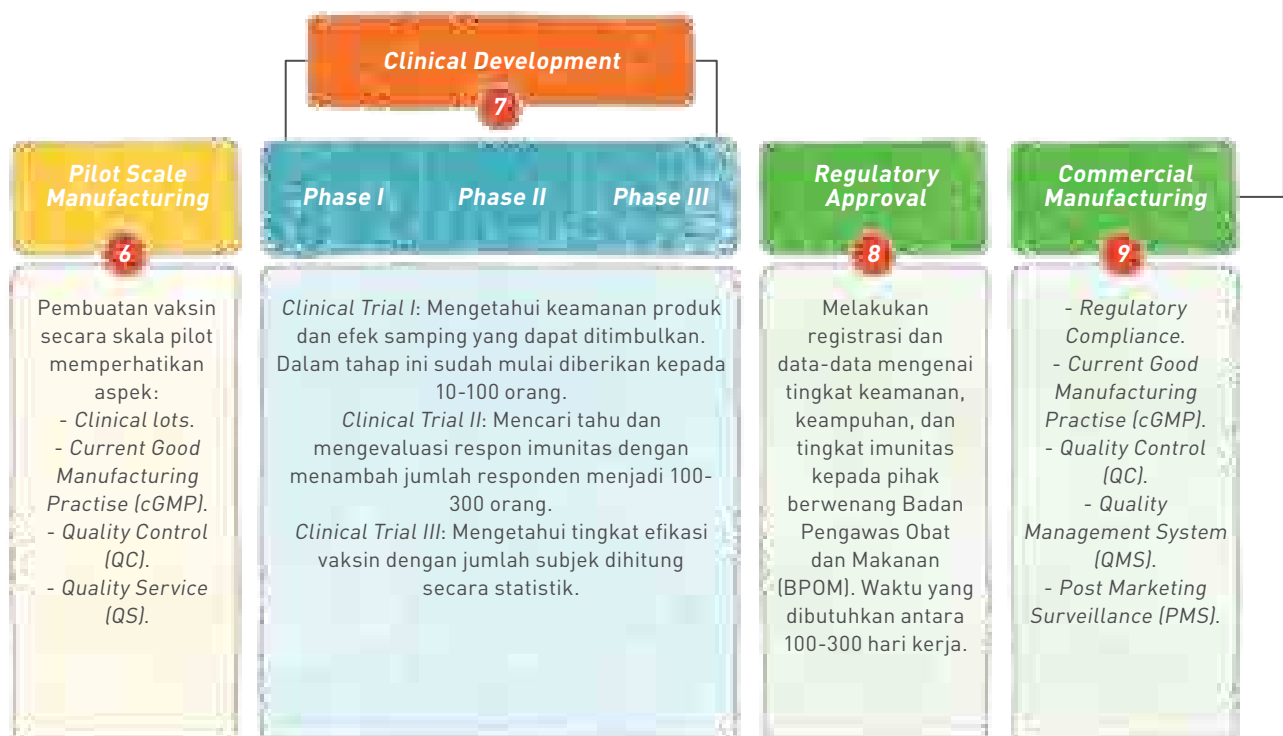 Clinical Development
7
Pilot Scale
Manufacturing
6
Pembuatan vaksin
secara skala pilot
memperhatikan
aspek:
- Clinical lots.
- Current Good
Manufacturing
Practise (cGMP).
- Quality Control
(QC).
- Quality Service
(QS).
Phase I Phase II Phase III
Clinical Trial I: Mengetahui keamanan produk
dan efek samping yang dapat ditimbulkan.
Dalam tahap ini sudah mulai diberikan kepada
10-100 orang.
Clinical Trial II: Mencari tahu dan
mengevaluasi respon imunitas dengan
menambah jumlah responden menjadi 100-
300 orang.
Clinical Trial III: Mengetahui tingkat efikasi
vaksin dengan jumlah subjek dihitung
secara statistik.
Regulatory
Approval
8
Melakukan
registrasi dan
data-data mengenai
tingkat keamanan,
keampuhan, dan
tingkat imunitas
kepada pihak
berwenang Badan
Pengawas Obat
dan Makanan
(BPOM). Waktu yang
dibutuhkan antara
100-300 hari kerja.
Commercial
Manufacturing
9
- Regulatory
Compliance.
- Current Good
Manufacturing
Practise (cGMP).
- Quality Control
(QC).
- Quality
Management System
(QMS).
- Post Marketing
Surveillance (PMS).